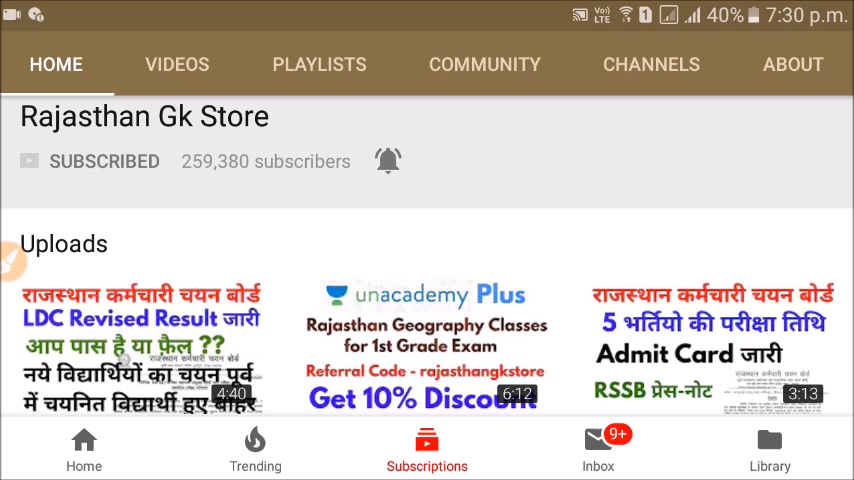 Vo)) LTE 1 40% 7:30 p.m.
HOME VIDEOS PLAYLISTS COMMUNITY CHANNELS ABOUT
Rajasthan Gk Store
SUBSCRIBED 259,380 subscribers
Uploads
राजस्थान कर्मचारी चयन बोर्ड
LDC Revised Result जारी
आप पास है या फ़ैल ??
नये विद्यार्थियों का चयन पूर्व
में चयनित विद्यार्थी हुए बाहर
4:40
unacademy Plus
Rajasthan Geography Classes
for 1st Grade Exam
Referral Code - rajasthangkstore
Get 10% Discount
6:12
राजस्थान कर्मचारी चयन बोर्ड
5 भर्तियो की परीक्षा तिथि
Admit Card जारी
RSSB प्रेस-नोट
3:13
Home Trending Subscriptions Inbox Library
9+